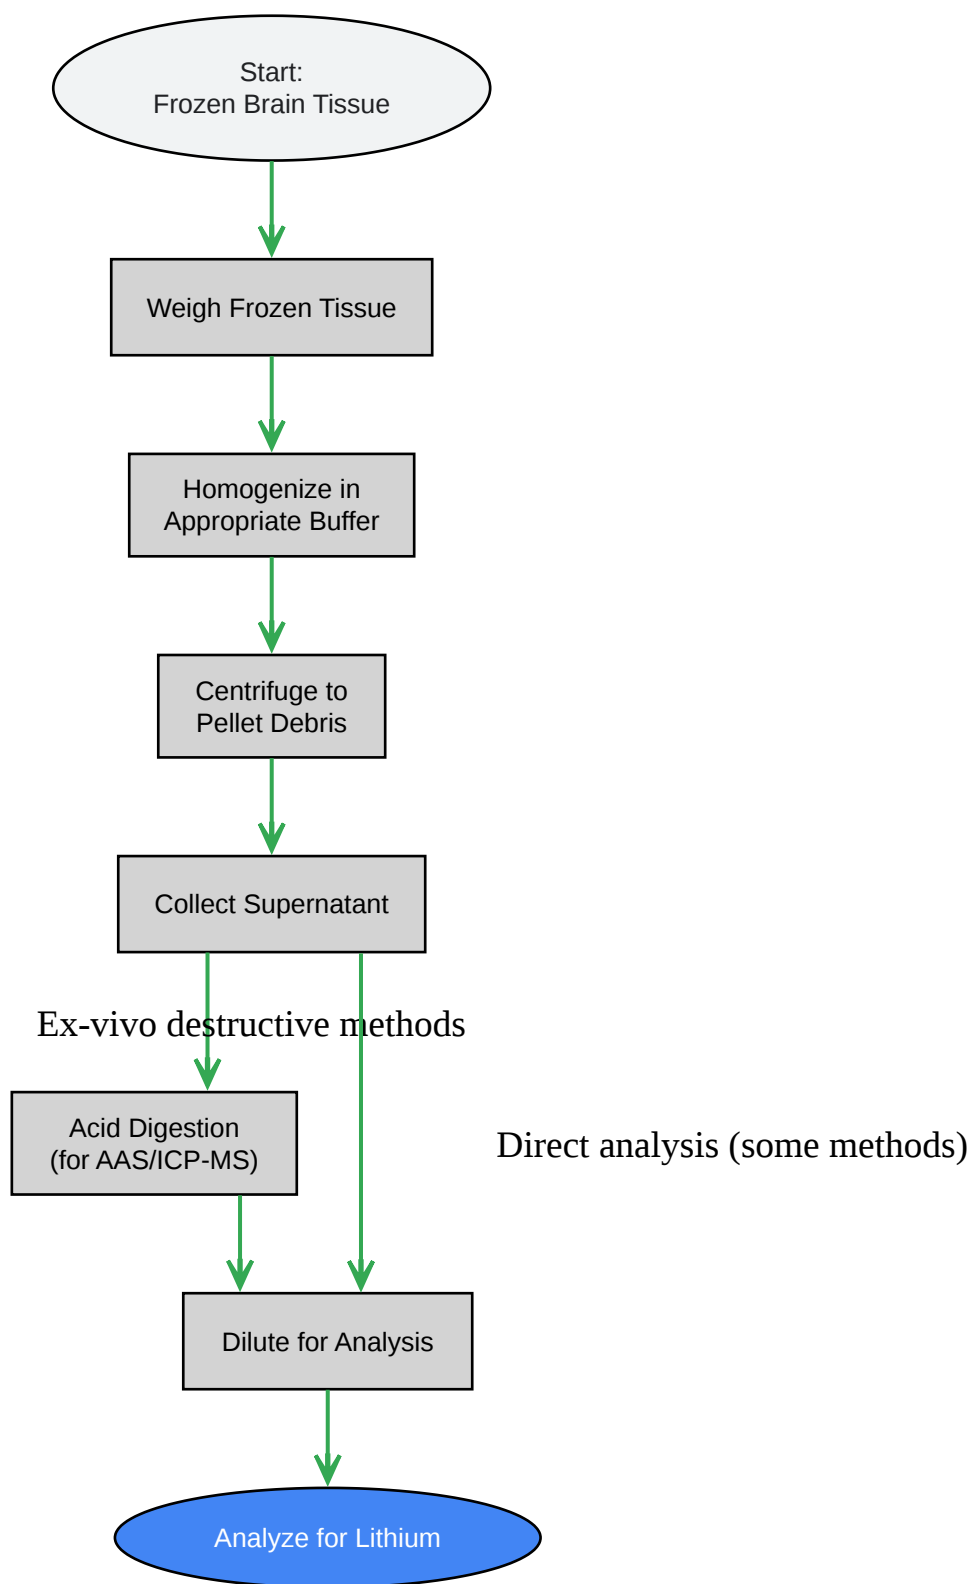 Start:
Frozen Brain Tissue
Weigh Frozen Tissue
Homogenize in
Appropriate Buffer
Centrifuge to
Pellet Debris
Collect Supernatant
Ex-vivo destructive methods
Acid Digestion
(for AAS/ICP-MS)
Direct analysis (some methods)
Dilute for Analysis
Analyze for Lithium